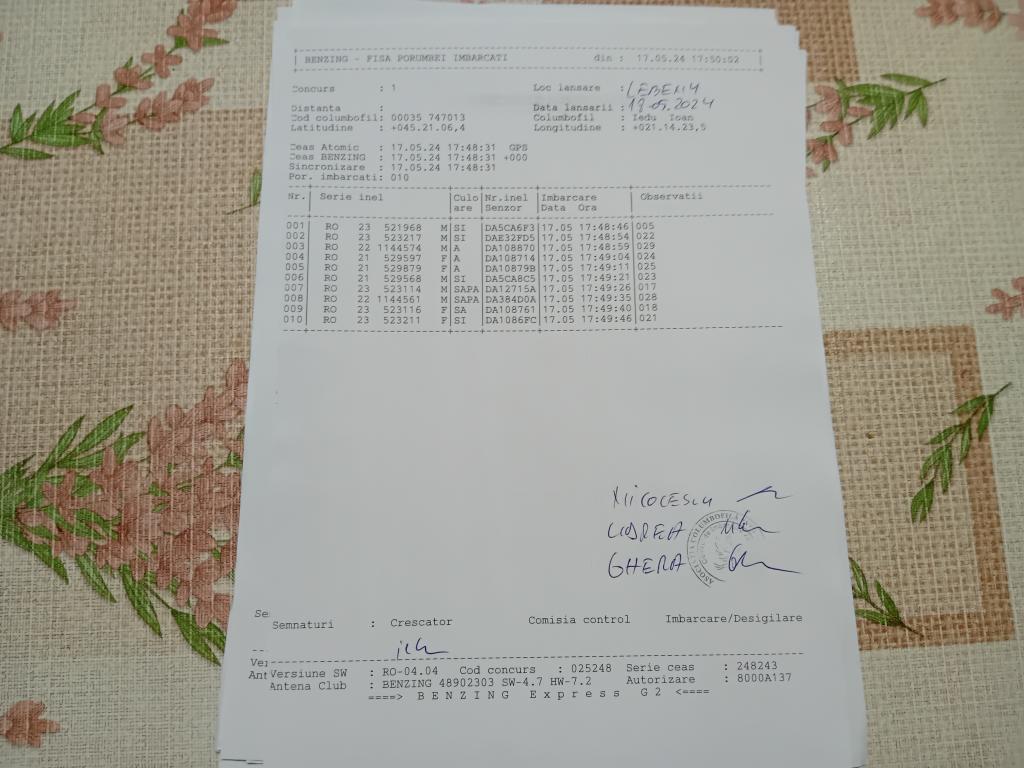 BENZING - FISA PORUMBEI IMBARCATI din : 17.05.24 17:50:52
Concurs : 1 Loc lansare : LEBENY
Distanta : Data lansarii : 18.05.2024
Cod columbofil: 00035 747013 Columbofil : Iedu Ioan
Latitudine : +045.21.06,4 Longitudine : +021.14.23,5
Ceas Atomic : 17.05.24 17:48:31 GPS
Ceas BENZING : 17.05.24 17:48:31 +000
Sincronizare : 17.05.24 17:48:31
Por. imbarcati: 010
Nr. Serie inel Culo Nr.inel Imbarcare Observatii
are Senzor Data Ora
001 RO 23 521968 M SI DA5CA6F3 17.05 17:48:46 005
002 RO 23 523217 M SI DAE32FD5 17.05 17:48:54 022
003 RO 22 1144574 M A DA108870 17.05 17:48:59 029
004 RO 21 529597 F A DA108714 17.05 17:49:04 024
005 RO 21 529879 F A DA10879B 17.05 17:49:11 025
006 RO 21 529568 M SI DA5CA8C5 17.05 17:49:21 023
007 RO 23 523114 M SAPA DA12715A 17.05 17:49:26 017
008 RO 22 1144561 M SAPA DA384D0A 17.05 17:49:35 028
009 RO 23 523116 F SA DA108761 17.05 17:49:40 018
010 RO 23 523211 F SI DA1086FC 17.05 17:49:46 021
GHERA
ASOCIATIA COLUMBOFILA
Se
Semnaturi : Crescator Comisia control Imbarcare/Desigilare
Ver
Versiune SW : RO-04.04 Cod concurs : 025248 Serie ceas : 248243
Ant
Antena Club : BENZING 48902303 SW-4.7 HW-7.2 Autorizare : 8000A137
====> B E N Z I N G E x p r e s s G 2 <====